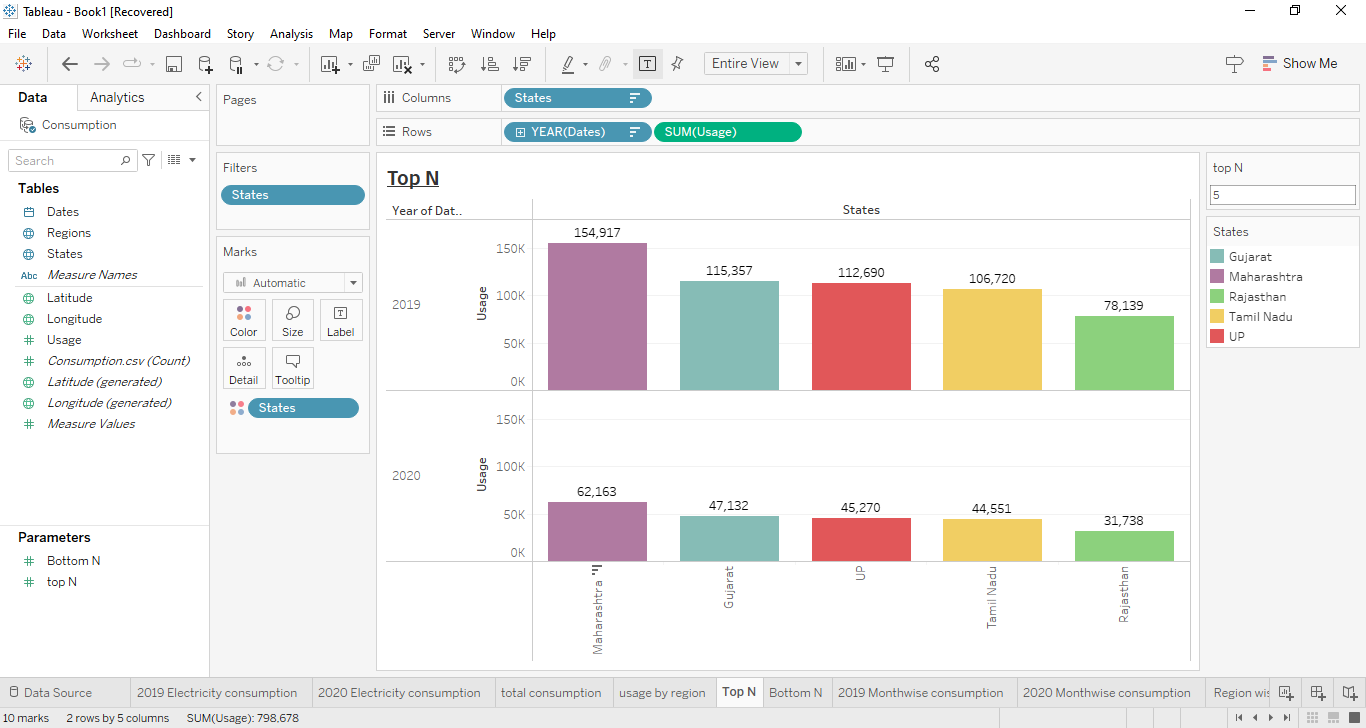 Tableau - Book1 [Recovered]
File Data Worksheet Dashboard Story Analysis Map Format Server Window Help
Entire View
Show Me
Data Analytics
Consumption
Search
Tables
Dates
Regions
States
Abc Measure Names
Latitude
Longitude
Usage
Consumption.csv (Count)
Latitude (generated)
Longitude (generated)
Measure Values
Parameters
Bottom N
top N
Pages
Filters
States
Marks
Automatic
Color Size Label
Detail Tooltip
States
Columns States
Rows YEAR(Dates) SUM(Usage)
Top N
Year of Dat.. States
2019
Usage
150K
100K
50K
0K
154,917 115,357 112,690 106,720 78,139
2020
Usage
150K
100K
50K
0K
62,163 47,132 45,270 44,551 31,738
Maharashtra Gujarat UP Tamil Nadu Rajasthan
top N
5
States
Gujarat
Maharashtra
Rajasthan
Tamil Nadu
UP
Data Source 2019 Electricity consumption 2020 Electricity consumption total consumption usage by region Top N Bottom N 2019 Monthwise consumption 2020 Monthwise consumption Region wis
10 marks 2 rows by 5 columns SUM(Usage): 798,678